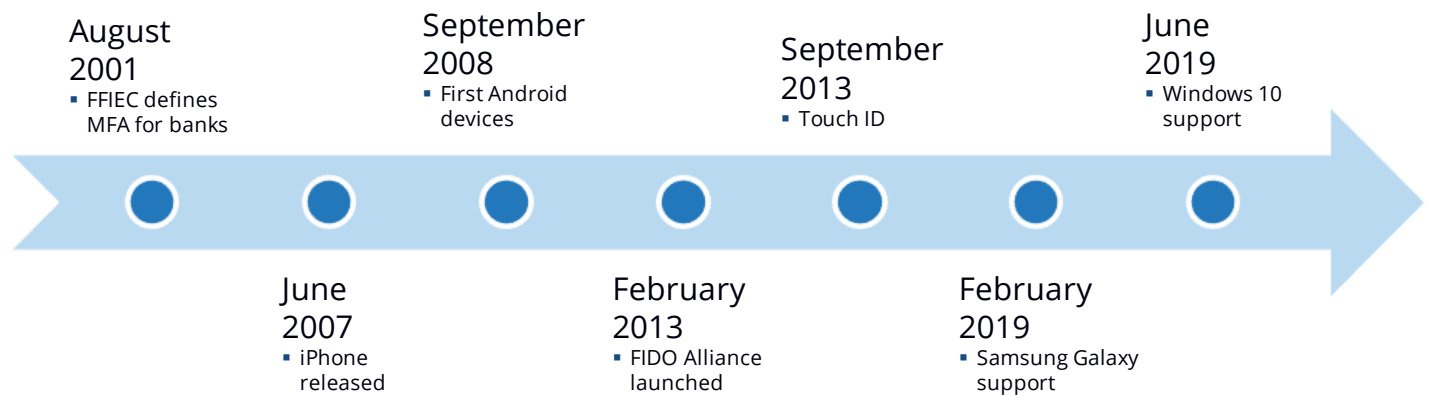 August
2001
▪ FFIEC defines
MFA for banks
June
2007
▪ iPhone
released
September
2008
▪ First Android
devices
February
2013
▪ FIDO Alliance
launched
September
2013
▪ Touch ID
February
2019
▪ Samsung Galaxy
support
June
2019
▪ Windows 10
support